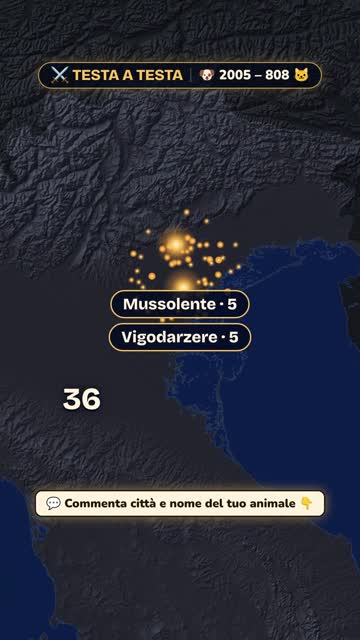 ⚔️ TESTA A TESTA | 🐶 2005 – 808 🐱
Mussolente · 5
Vigodarzere · 5
36
💬 Commenta città e nome del tuo animale 👇